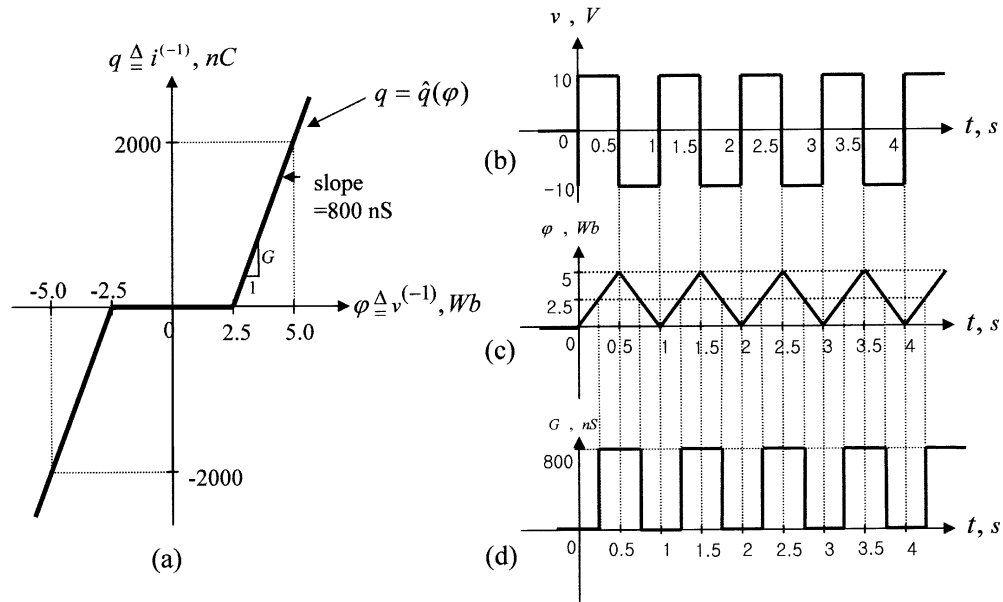 q ≜ i⁽⁻¹⁾, nC
q = q̂(φ)
2000
slope
=800 nS
G
1
-5.0
-2.5
0
2.5
5.0
φ ≜ v⁽⁻¹⁾, Wb
-2000
(a)
v , V
10
0
0.5
1
1.5
2
2.5
3
3.5
4
t, s
-10
(b)
φ , Wb
5
2.5
0
0.5
1
1.5
2
2.5
3
3.5
4
t, s
(c)
G , nS
800
0
0.5
1
1.5
2
2.5
3
3.5
4
t, s
(d)